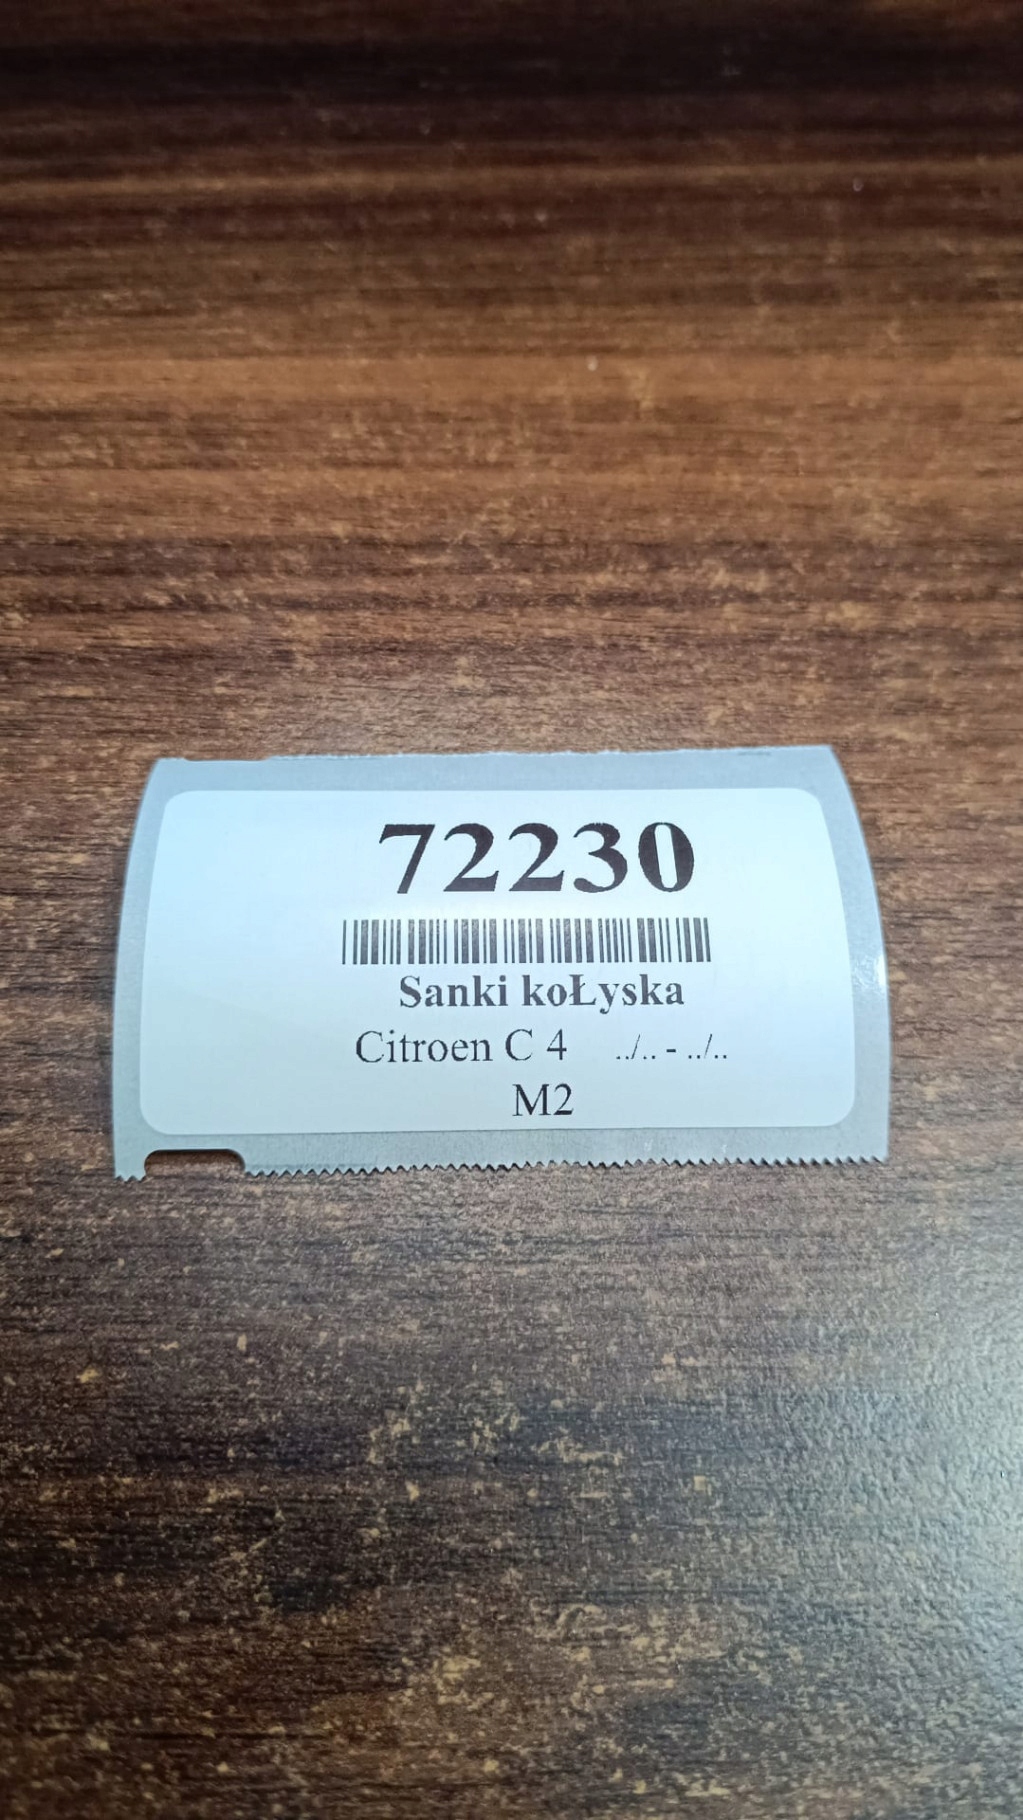 72230
Sanki koŁyska
Citroen C 4 ../.. - ../..
M2